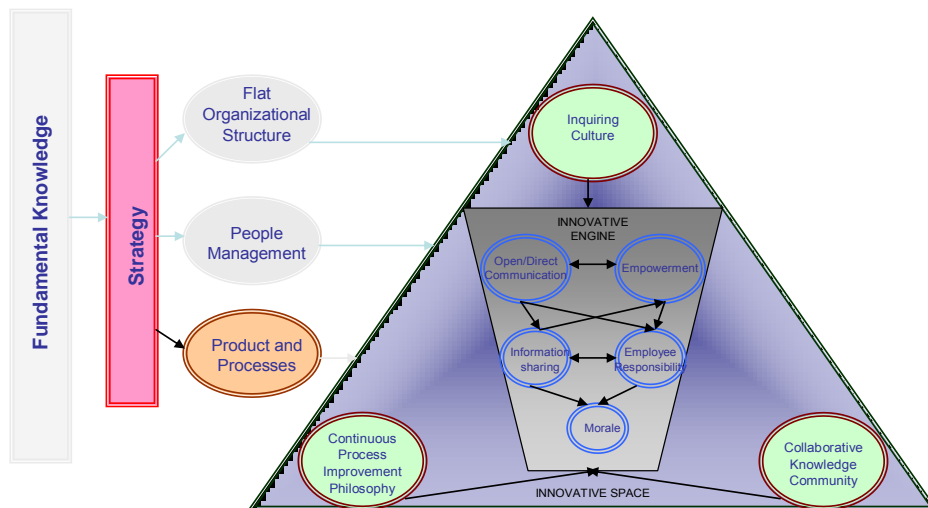 Fundamental Knowledge
Strategy
Flat
Organizational
Structure
People
Management
Product and
Processes
Inquiring
Culture
INNOVATIVE
ENGINE
Open/Direct
Communication
Empowerment
Information
sharing
Employee
Responsibility
Morale
Continuous
Process
Improvement
Philosophy
Collaborative
Knowledge
Community
INNOVATIVE SPACE